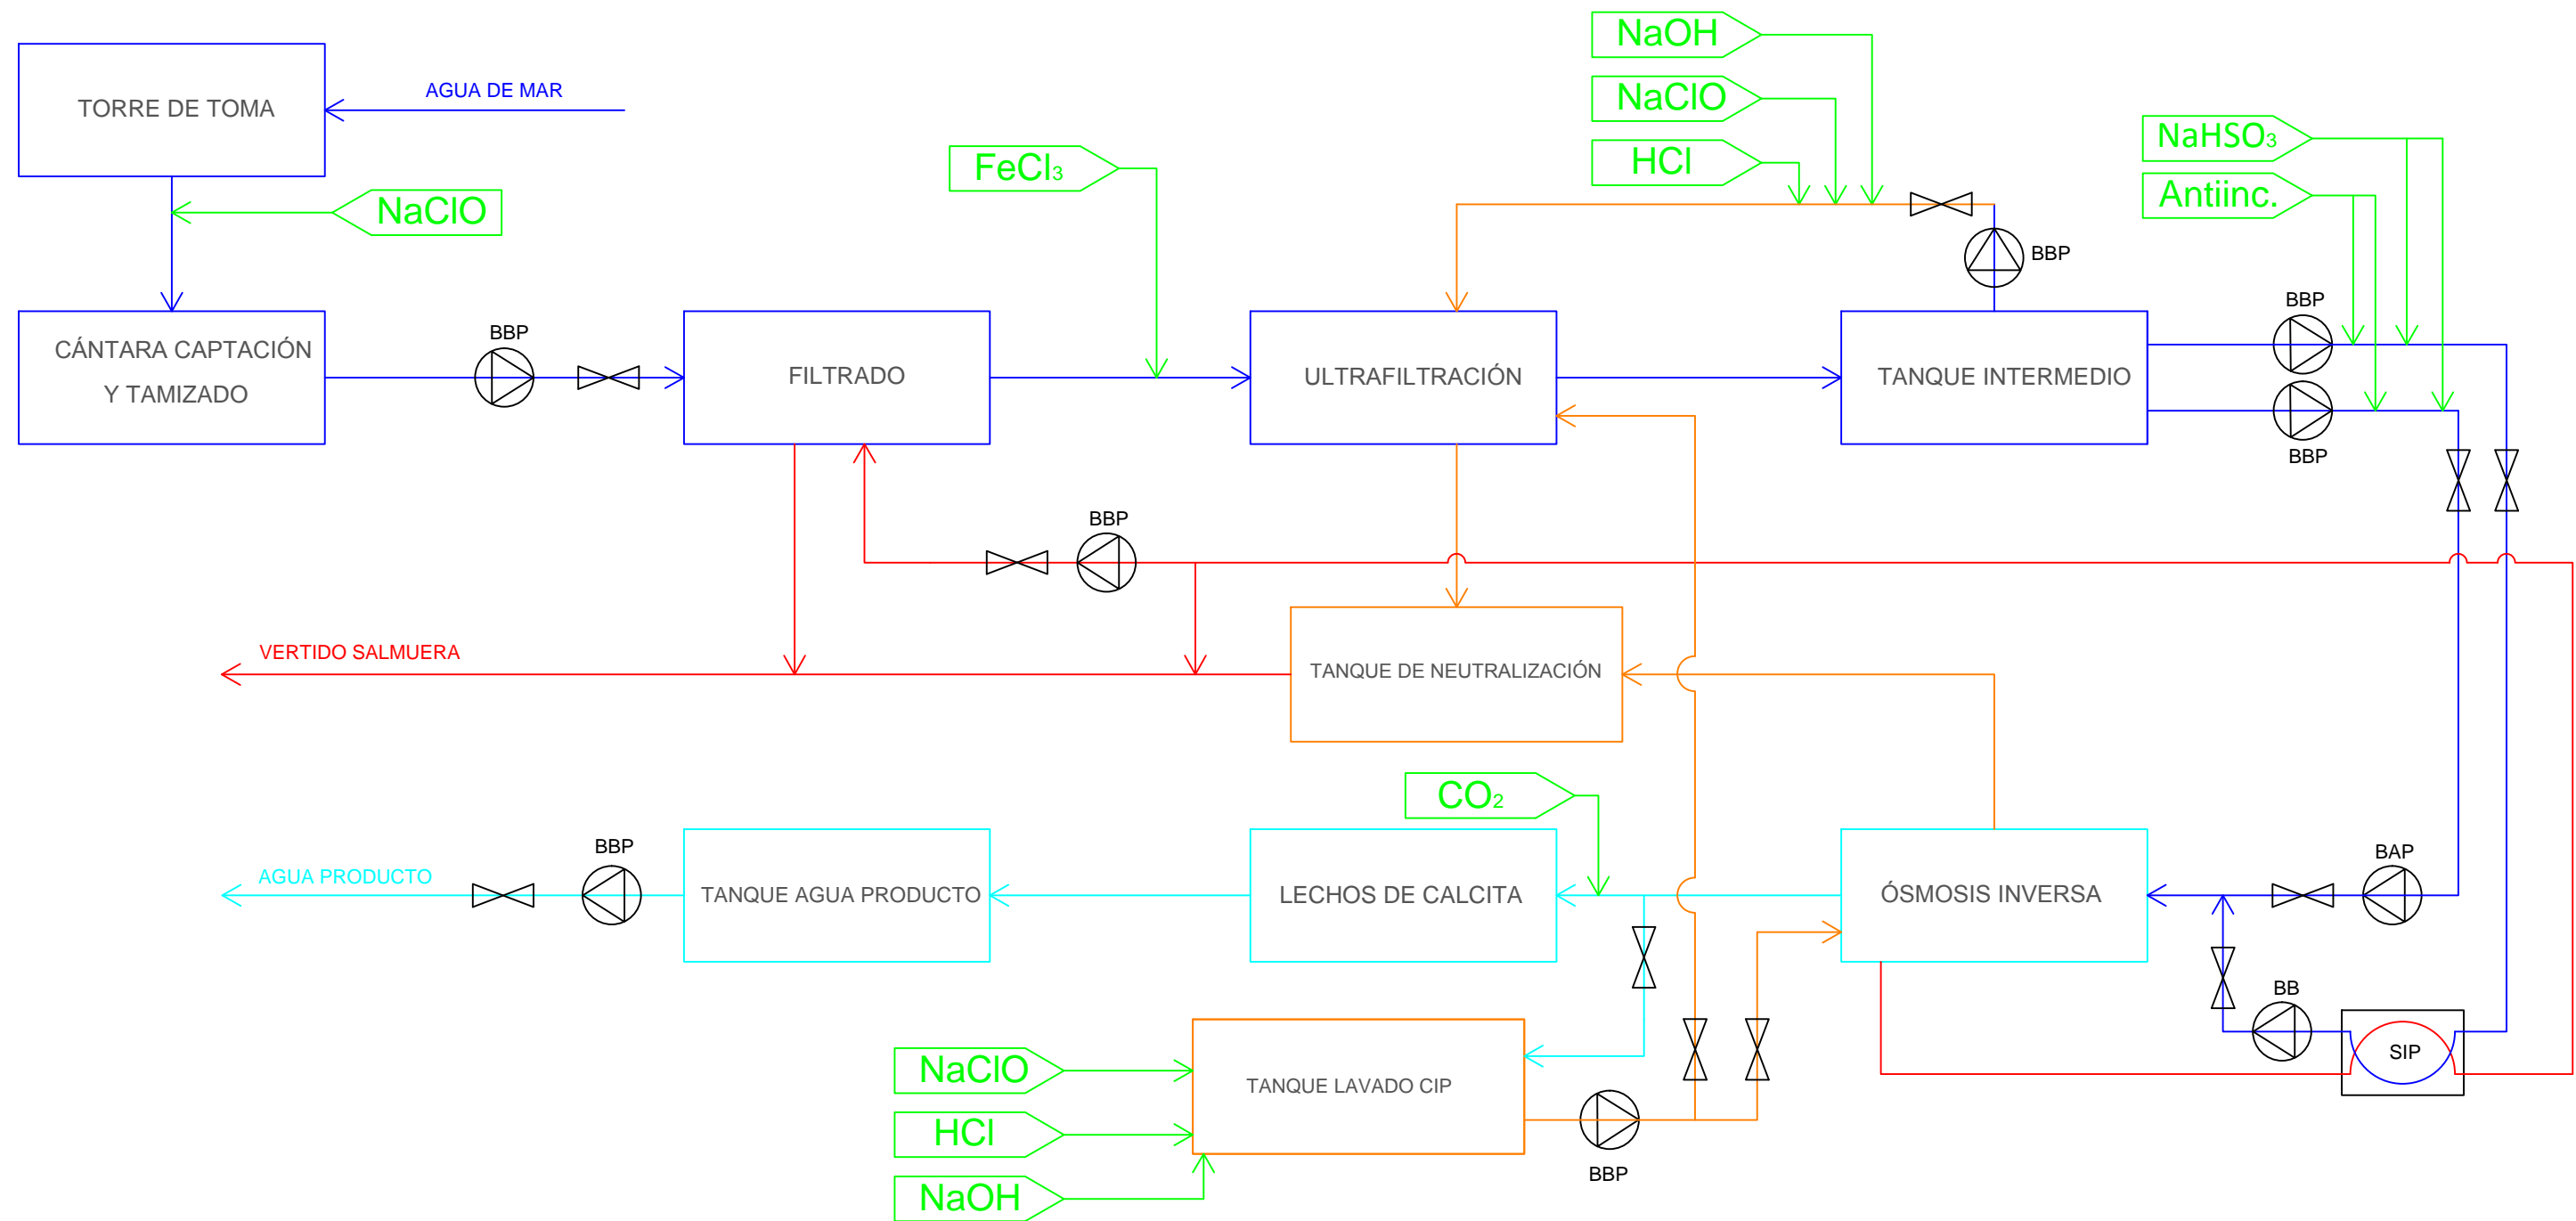 NaOH
TORRE DE TOMA
AGUA DE MAR
NaClO
HCl
FeCl3
NaHSO3
Antiinc.
NaClO
BBP
BBP
BBP
CÁNTARA CAPTACIÓN
Y TAMIZADO
FILTRADO
ULTRAFILTRACIÓN
TANQUE INTERMEDIO
BBP
BBP
VERTIDO SALMUERA
TANQUE DE NEUTRALIZACIÓN
CO2
BBP
BAP
AGUA PRODUCTO
TANQUE AGUA PRODUCTO
LECHOS DE CALCITA
ÓSMOSIS INVERSA
BB
SIP
NaClO
TANQUE LAVADO CIP
HCl
BBP
NaOH